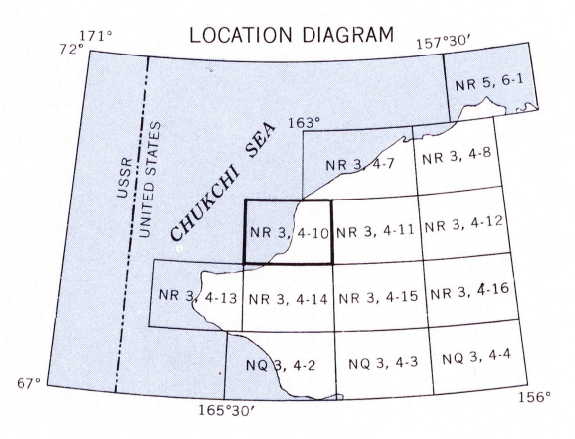 LOCATION DIAGRAM
171°
72°
157°30′
NR 5, 6-1
163°
NR 3, 4-7
NR 3, 4-8
USSR
UNITED STATES
CHUKCHI SEA
NR 3, 4-10
NR 3, 4-11
NR 3, 4-12
NR 3, 4-13
NR 3, 4-14
NR 3, 4-15
NR 3, 4-16
NQ 3, 4-2
NQ 3, 4-3
NQ 3, 4-4
67°
165°30′
156°